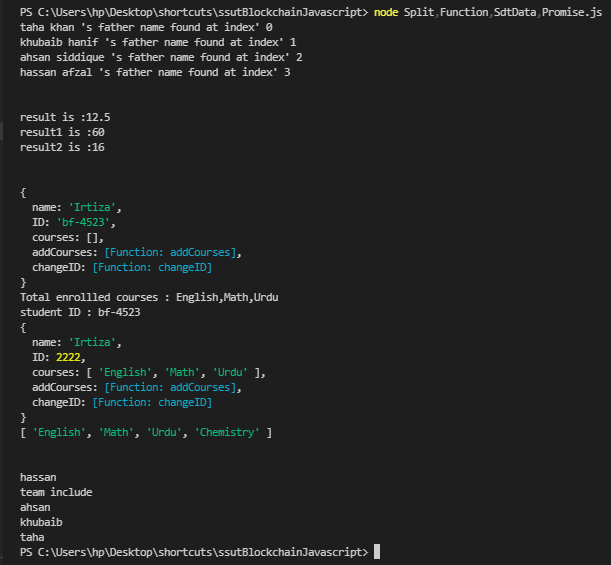 PS C:\Users\hp\Desktop\shortcuts\ssutBlockchainJavascript> node Split,Function,SdtData,Promise.js
taha khan 's father name found at index' 0
khubaib hanif 's father name found at index' 1
ahsan siddique 's father name found at index' 2
hassan afzal 's father name found at index' 3
result is :12.5
result1 is :60
result2 is :16
{
  name: 'Irtiza',
  ID: 'bf-4523',
  courses: [],
  addCourses: [Function: addCourses],
  changeID: [Function: changeID]
}
Total enrollled courses : English,Math,Urdu
student ID : bf-4523
{
  name: 'Irtiza',
  ID: 2222,
  courses: [ 'English', 'Math', 'Urdu' ],
  addCourses: [Function: addCourses],
  changeID: [Function: changeID]
}
[ 'English', 'Math', 'Urdu', 'Chemistry' ]
hassan
team include
ahsan
khubaib
taha
PS C:\Users\hp\Desktop\shortcuts\ssutBlockchainJavascript>